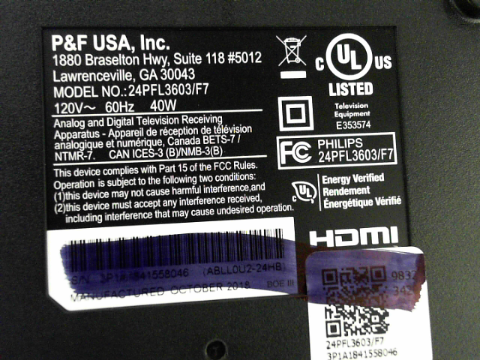 P&F USA, Inc.
1880 Braselton Hwy, Suite 118 #5012
Lawrenceville, GA 30043
MODEL NO.:24PFL3603/F7
120V~ 60Hz 40W
Analog and Digital Television Receiving
Apparatus - Appareil de réception de télévision
analogique et numérique, Canada BETS-7 /
NTMR-7. CAN ICES-3 (B)/NMB-3(B)
This device complies with Part 15 of the FCC Rules.
Operation is subject to the following two conditions:
(1)this device may not cause harmful interference,and
(2)this device must accept any interference received,
including interference that may cause undesired operation.
C UL US
LISTED
Television
Equipment
E353574
FC PHILIPS
24PFL3603/F7
C UL
Energy Verified
Rendement
Énergétique Vérifié
HDMI
S/N 3P1A1841558046 (ABLL0U2-24HB)
MANUFACTURED OCTOBER 2018
24PFL3603/F7
3P1A1841558046